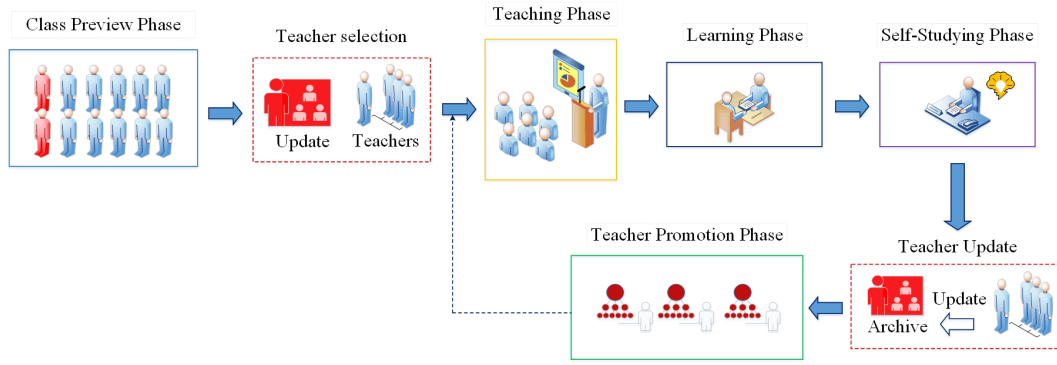 Class Preview Phase
Teacher selection
Update
Teachers
Teaching Phase
Learning Phase
Self-Studying Phase
Teacher Update
Update
Archive
Teacher Promotion Phase